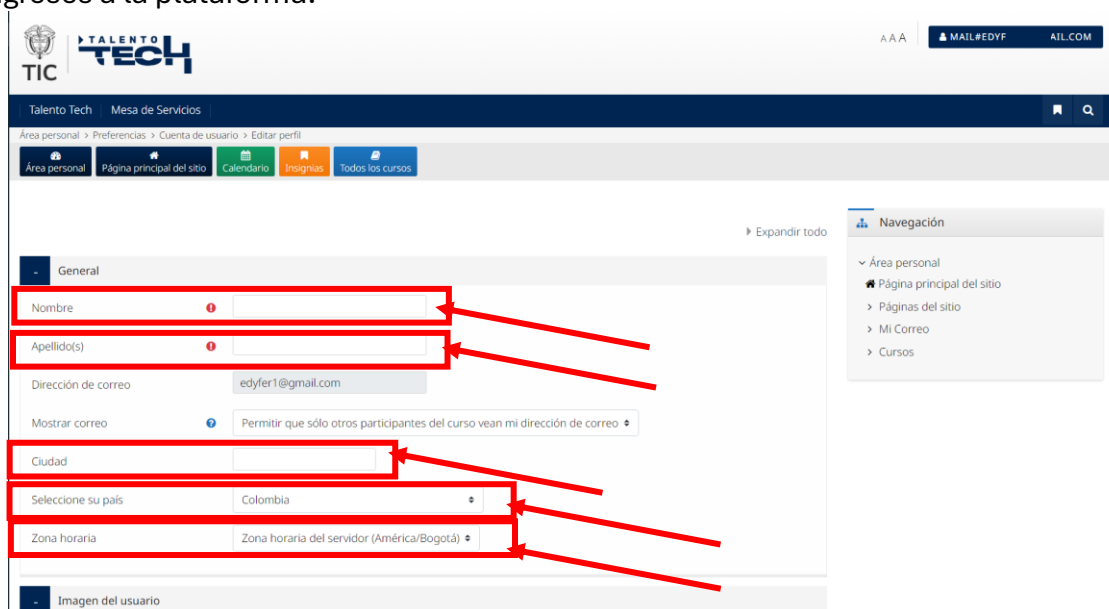 ngresos a la plataforma.
TIC
TALENTO
TECH
A A A
MAIL#EDYF AIL.COM
Talento Tech Mesa de Servicios
Área personal > Preferencias > Cuenta de usuario > Editar perfil
Área personal Página principal del sitio Calendario Insignias Todos los cursos
Expandir todo
Navegación
Área personal
Página principal del sitio
Páginas del sitio
Mi Correo
Cursos
- General
Nombre
Apellido(s)
Dirección de correo edyfer1@gmail.com
Mostrar correo Permitir que sólo otros participantes del curso vean mi dirección de correo
Ciudad
Seleccione su país Colombia
Zona horaria Zona horaria del servidor (América/Bogotá)
- Imagen del usuario